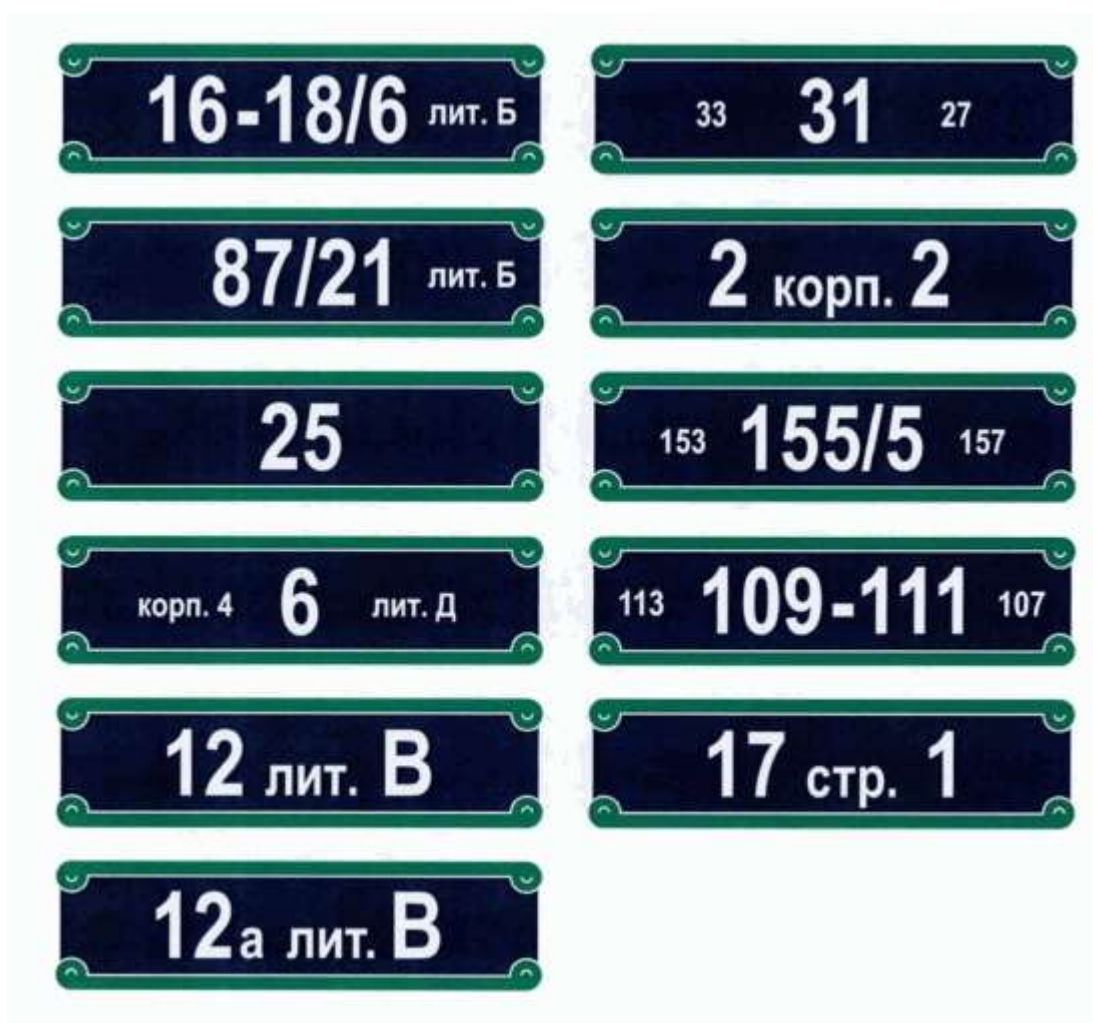 16-18/6 лит. Б
33 31 27
87/21 лит. Б
2 корп. 2
25
153 155/5 157
корп. 4 6 лит. Д
113 109-111 107
12 лит. В
17 стр. 1
12а лит. В